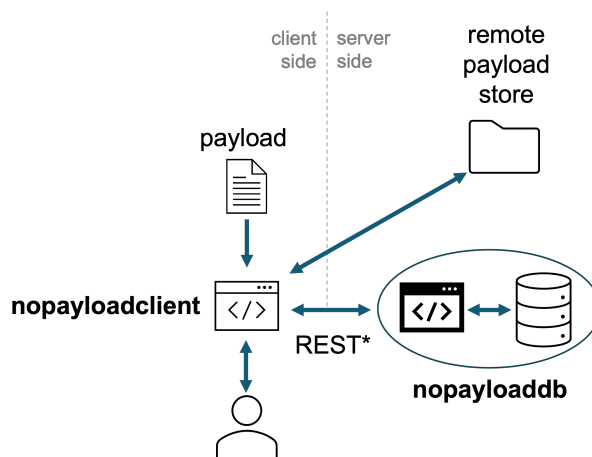 client
side
server
side
remote
payload
store
payload
nopayloadclient
</>
</>
REST*
nopayloaddb